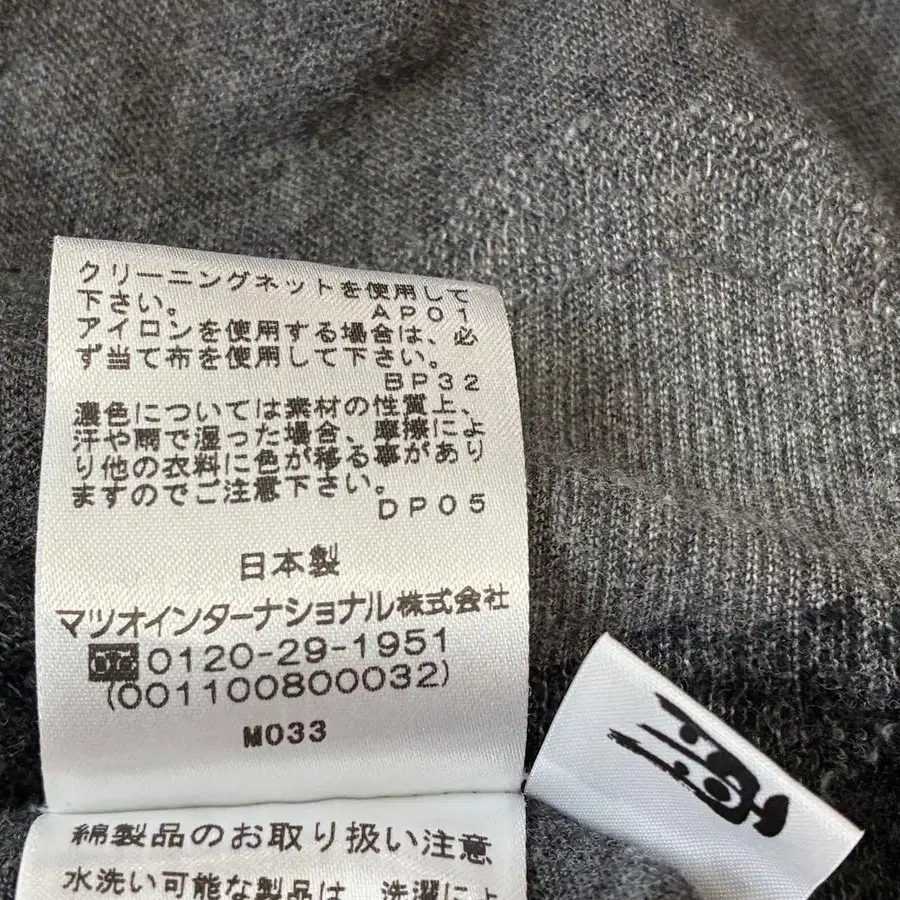 クリーニングネットを使用して
下さい。
AP01
アイロンを使用する場合は、必
ず当て布を使用して下さい。
BP32
濃色については素材の性質上、
汗や雨で湿った場合、摩擦によ
り他の衣料に色が移る事があり
ますのでご注意下さい。
DP05
日本製
マツオインターナショナル株式会社
0120-29-1951
(001100800032)
M033
綿製品のお取り扱い注意
水洗い可能な製品は、洗濯によ